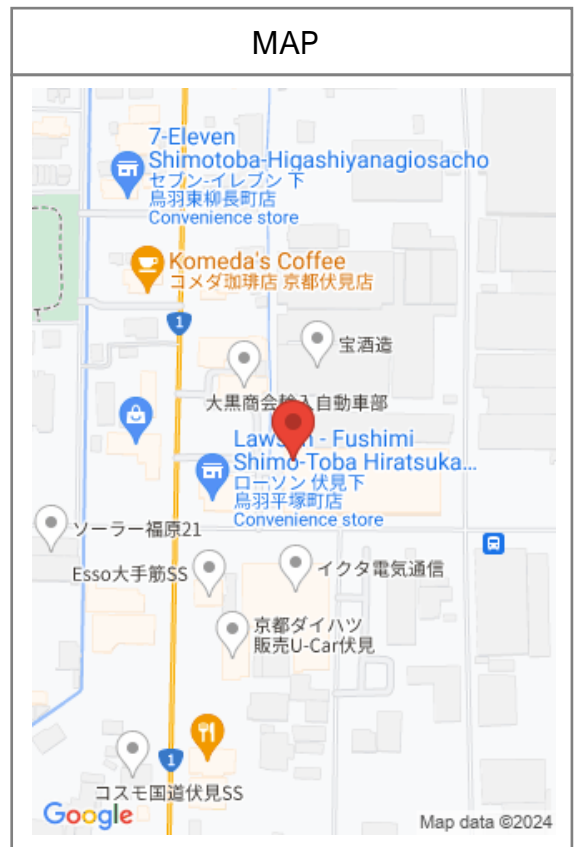 MAP
7-Eleven
Shimotoba-Higashiyanagiosacho
セブン-イレブン 下
鳥羽東柳長町店
Convenience store
Komeda's Coffee
コメダ珈琲店 京都伏見店
1
宝酒造
大黒商会輸入自動車部
Lawson - Fushimi
Shimo-Toba Hiratsuka...
ローソン 伏見下
鳥羽平塚町店
Convenience store
ソーラー福原21
Esso大手筋SS
イクタ電気通信
京都ダイハツ
販売U-Car伏見
1
コスモ国道伏見SS
Google
Map data ©2024